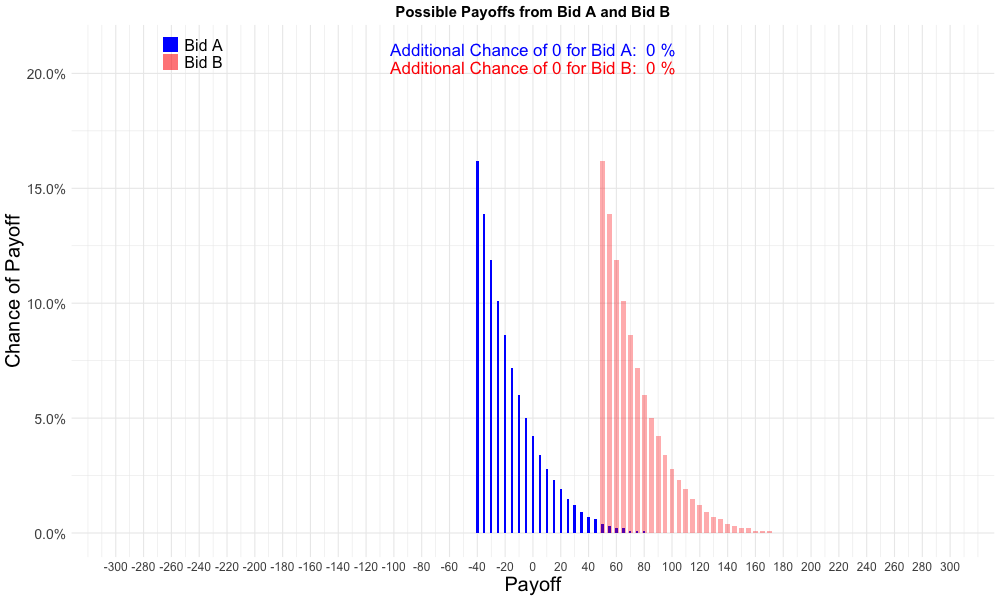 Possible Payoffs from Bid A and Bid B
Bid A
Bid B
Additional Chance of 0 for Bid A: 0 %
Additional Chance of 0 for Bid B: 0 %
Chance of Payoff
20.0%
15.0%
10.0%
5.0%
0.0%
-300 -280 -260 -240 -220 -200 -180 -160 -140 -120 -100 -80 -60 -40 -20 0 20 40 60 80 100 120 140 160 180 200 220 240 260 280 300
Payoff